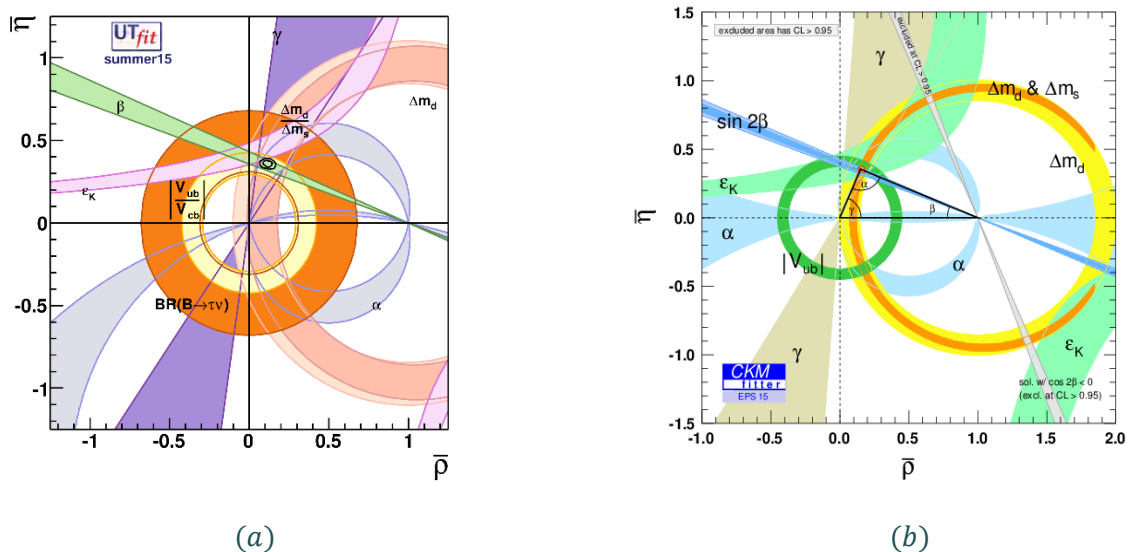 UTfit
summer15
γ
Δm_d
β
Δm_d
Δm_s
ε_K
|V_ub|
|V_cb|
BR(B→τν)
α
η̄
1
0.5
0
-0.5
-1
-1
-0.5
0
0.5
1
ρ̄
(a)
excluded area has CL > 0.95
excluded at CL > 0.95
γ
Δm_d & Δm_s
sin 2β
Δm_d
ε_K
α
γ
β
α
α
|V_ub|
γ
ε_K
CKM
fitter
EPS 15
sol. w/ cos 2β < 0
(excl. at CL > 0.95)
η̄
1.5
1.0
0.5
0.0
-0.5
-1.0
-1.5
-1.0
-0.5
0.0
0.5
1.0
1.5
2.0
ρ̄
(b)